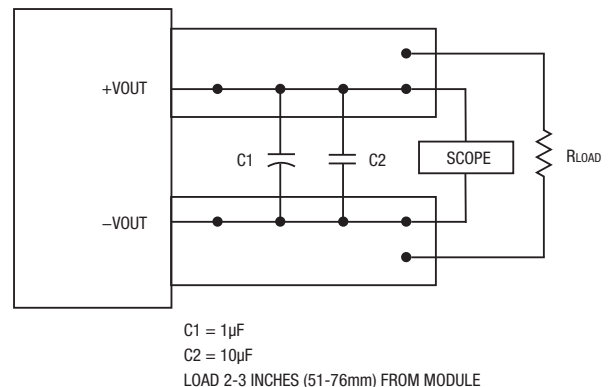 +VOUT
C1
C2
SCOPE
RLOAD
−VOUT
C1 = 1µF
C2 = 10µF
LOAD 2-3 INCHES (51-76mm) FROM MODULE